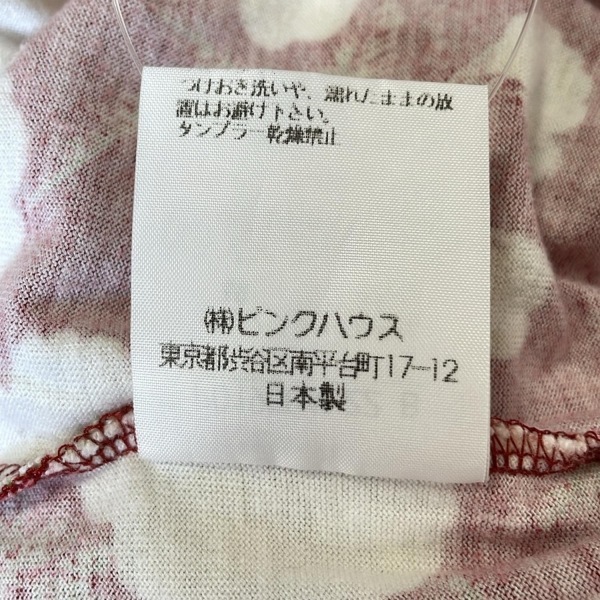 つけおき洗いや、濡れたままの放
置はお避け下さい。
タンブラー乾燥禁止
(株)ピンクハウス
東京都渋谷区南平台町17-12
日本製